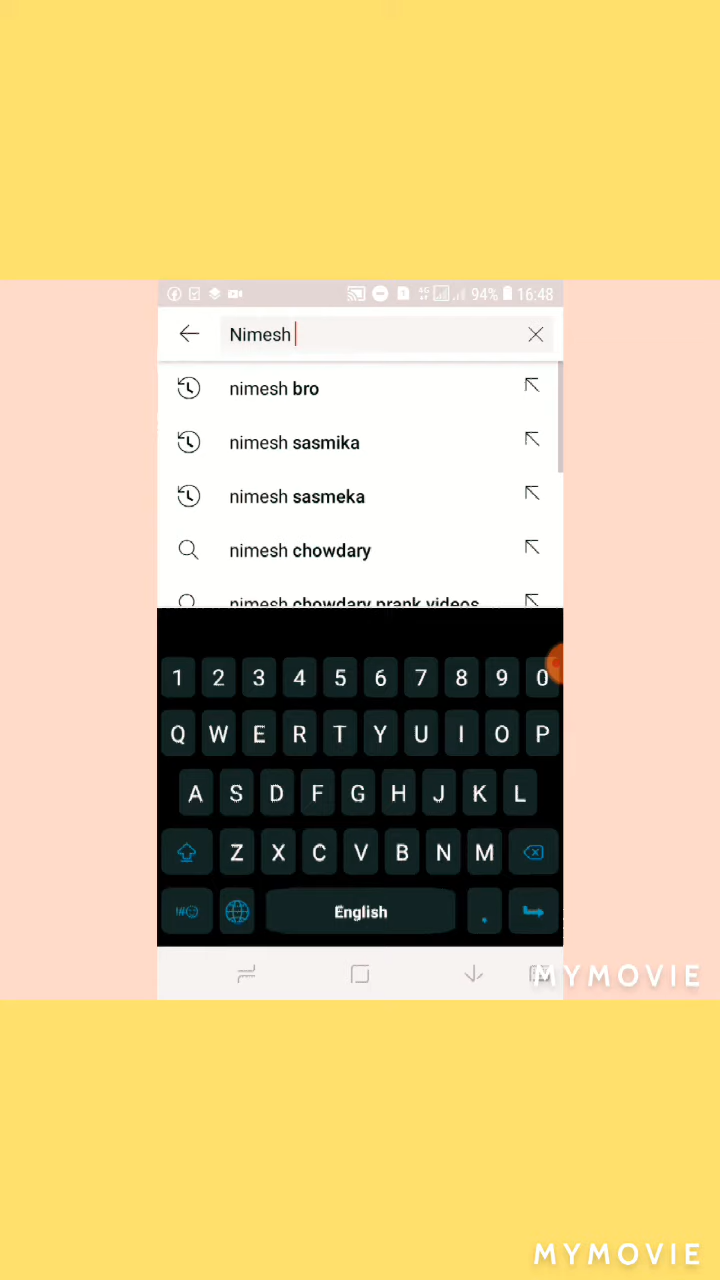 94% 16:48
Nimesh
nimesh bro
nimesh sasmika
nimesh sasmeka
nimesh chowdary
nimesh chowdary prank videos
1 2 3 4 5 6 7 8 9 0
Q W E R T Y U I O P
A S D F G H J K L
Z X C V B N M
!#☺ English .
MYMOVIE
MYMOVIE